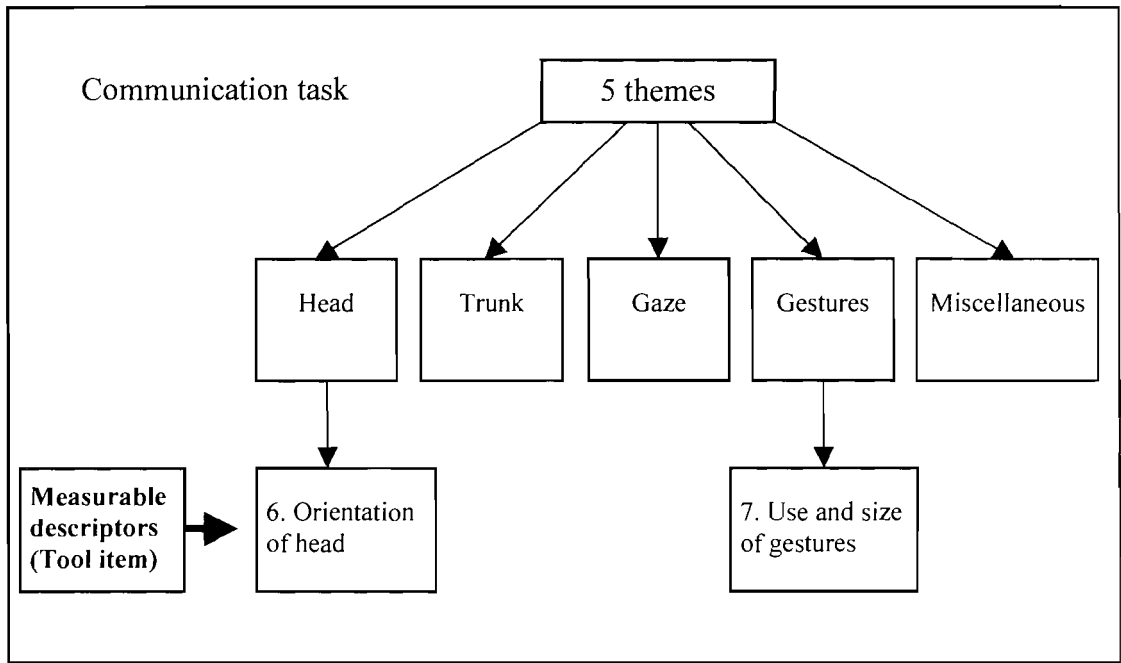 Communication task
5 themes
Head
Trunk
Gaze
Gestures
Miscellaneous
Measurable
descriptors
(Tool item)
6. Orientation
of head
7. Use and size
of gestures